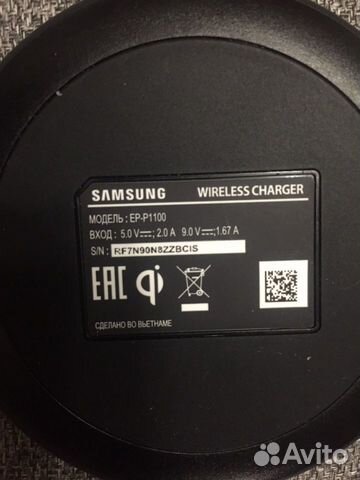 SAMSUNG WIRELESS CHARGER
МОДЕЛЬ : EP-P1100
ВХОД : 5.0 V⎓; 2.0 A 9.0 V⎓;1.67 A
S/N : RF7N90N8ZZBCIS
EAC qi
СДЕЛАНО ВО ВЬЕТНАМЕ
Avito